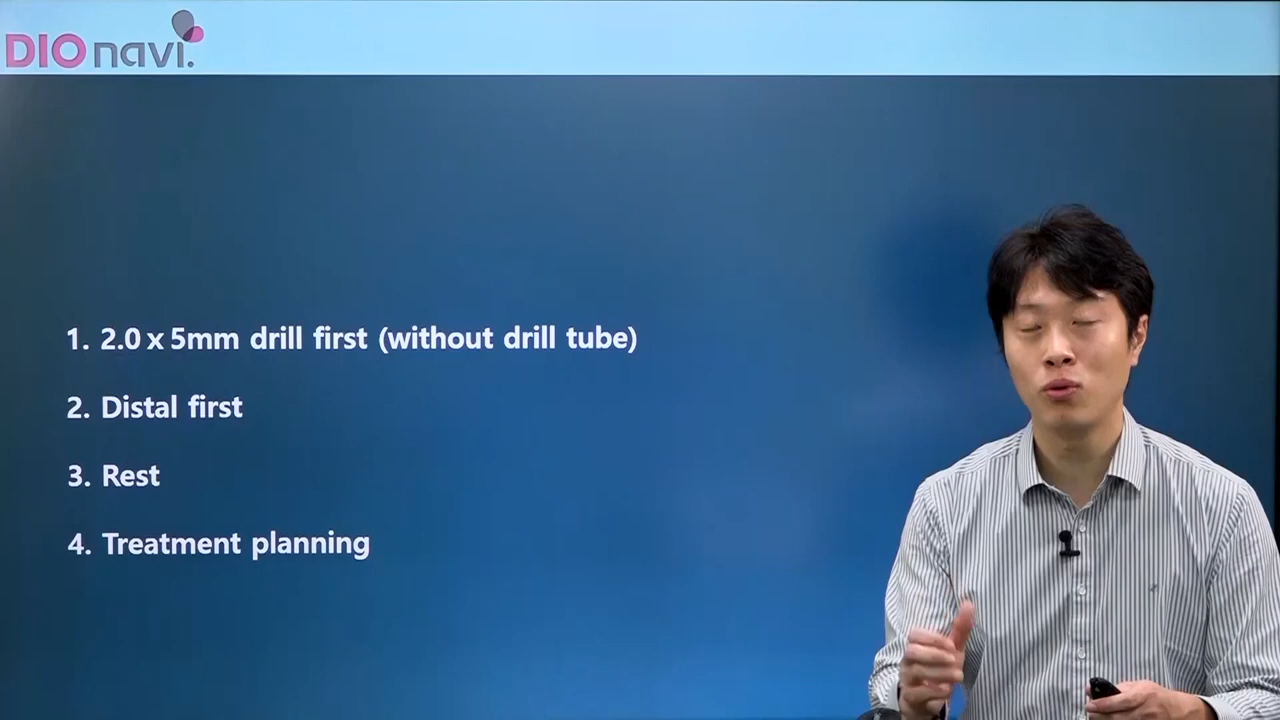 DIO navi.
1. 2.0 x 5mm drill first (without drill tube)
2. Distal first
3. Rest
4. Treatment planning